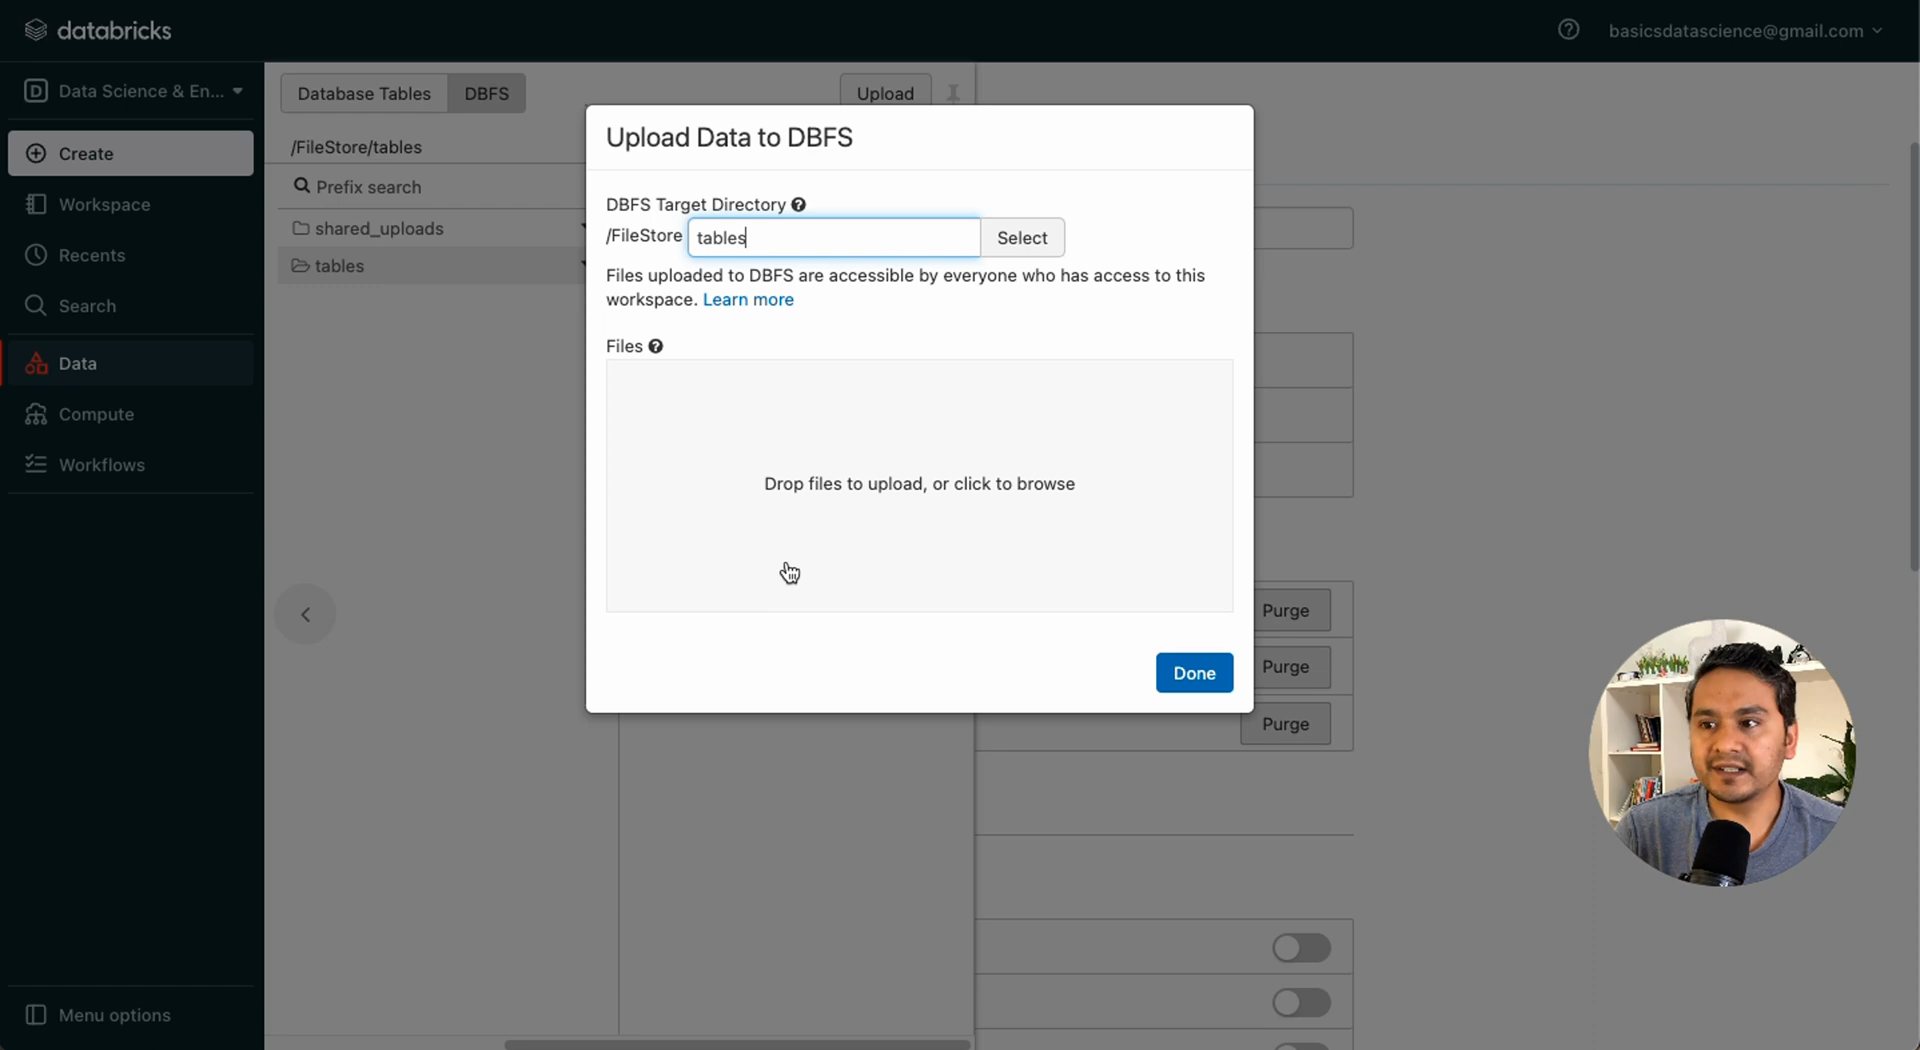 databricks
basicsdatascience@gmail.com
Data Science & En...
Create
Workspace
Recents
Search
Data
Compute
Workflows
Menu options
Database Tables
DBFS
Upload
/FileStore/tables
Prefix search
shared_uploads
tables
Upload Data to DBFS
DBFS Target Directory
/FileStore
tables
Select
Files uploaded to DBFS are accessible by everyone who has access to this
workspace. Learn more
Files
Drop files to upload, or click to browse
Done
Purge
Purge
Purge